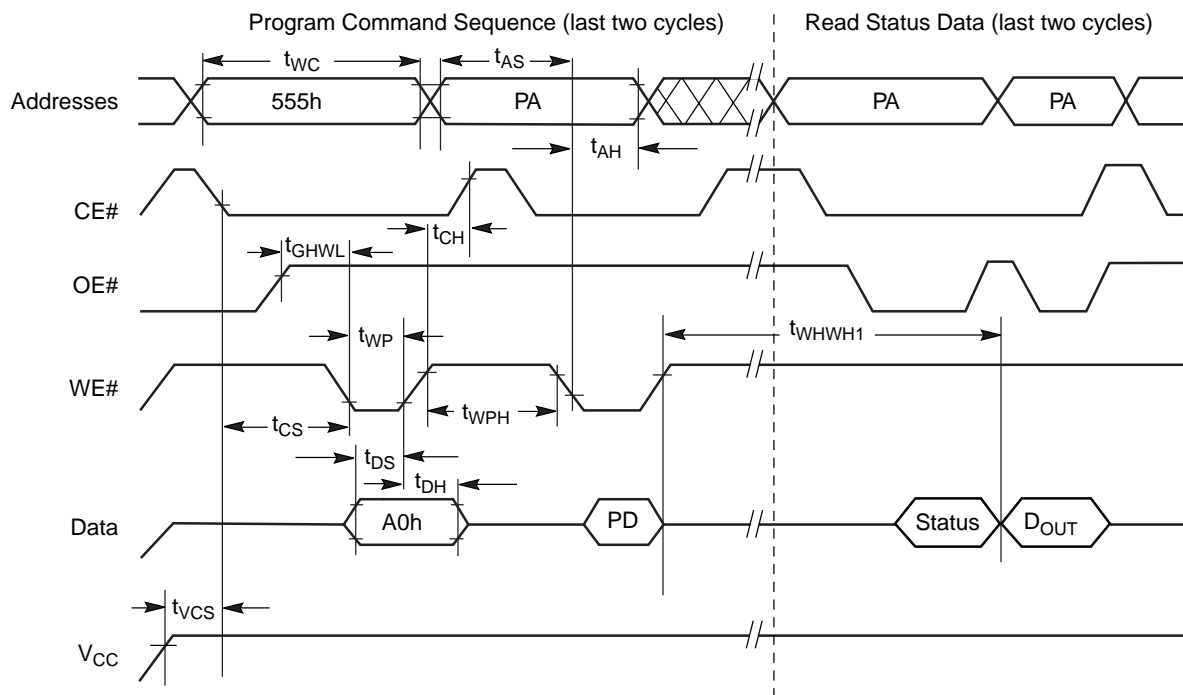 Program Command Sequence (last two cycles)
Read Status Data (last two cycles)
tWC
tAS
Addresses
555h
PA
PA
PA
tAH
CE#
tCH
tGHWL
OE#
tWP
tWHWH1
WE#
tWPH
tCS
tDS
tDH
Data
A0h
PD
Status
DOUT
tVCS
VCC